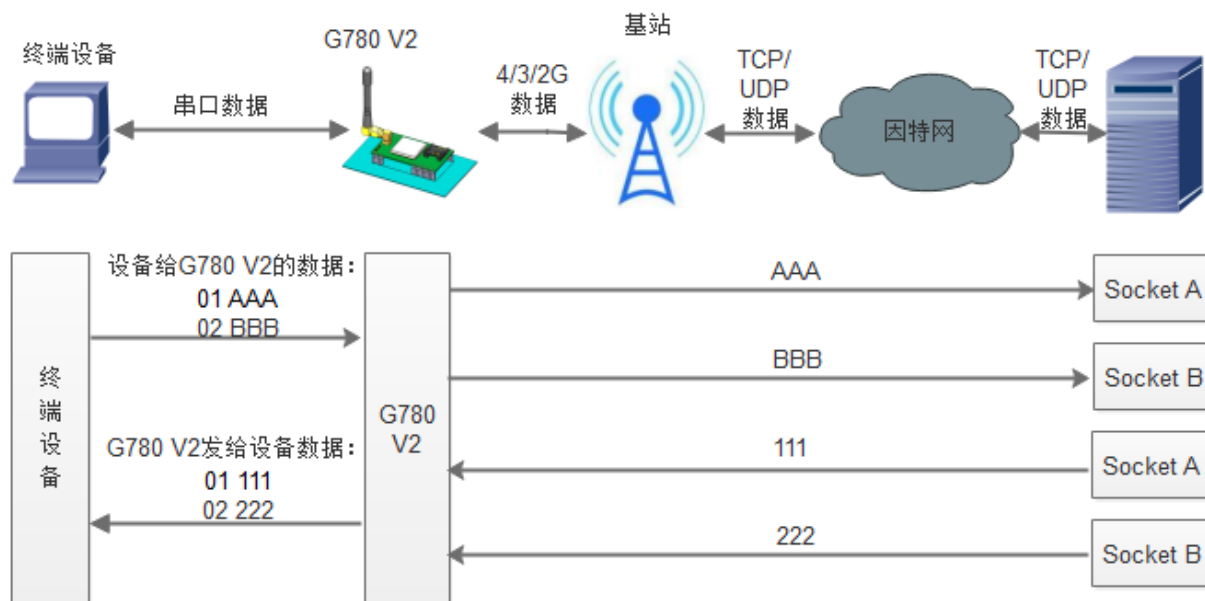 终端设备
G780 V2
基站
串口数据
4/3/2G
数据
TCP/
UDP
数据
因特网
TCP/
UDP
数据
设备给G780 V2的数据：
01 AAA
02 BBB
AAA
Socket A
BBB
Socket B
终
端
设
备
G780
V2
G780 V2发给设备数据：
01 111
02 222
111
Socket A
222
Socket B